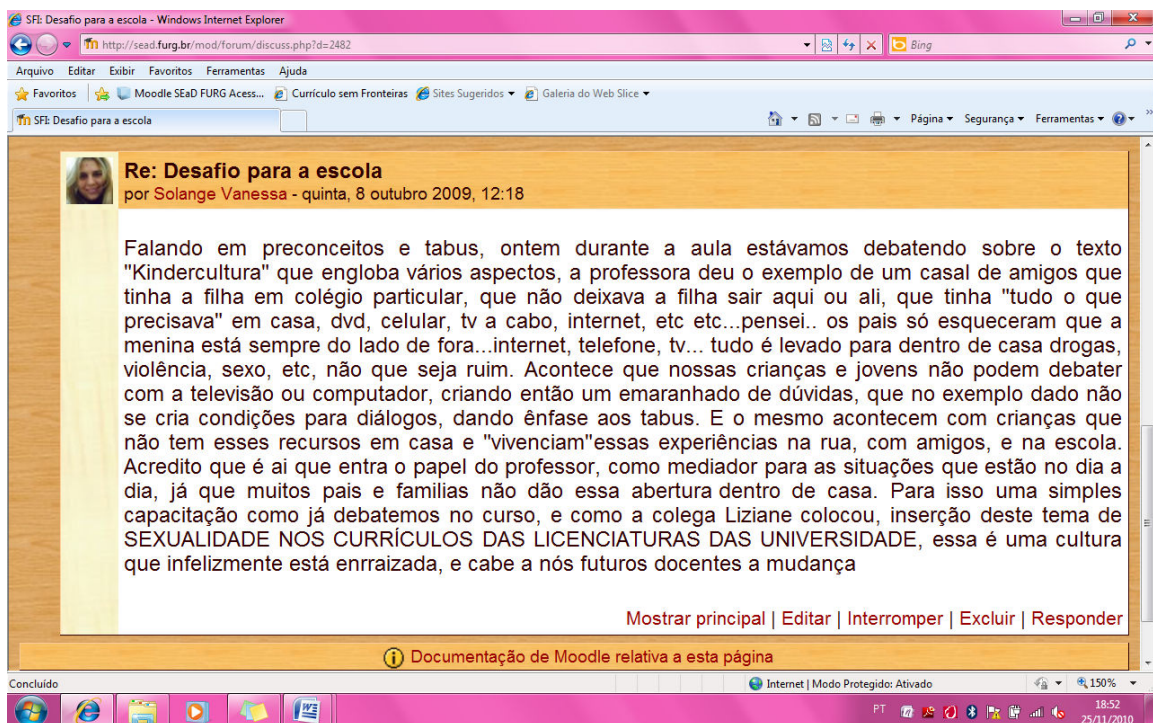 SFI: Desafio para a escola - Windows Internet Explorer
http://sead.furg.br/mod/forum/discuss.php?d=2482
Bing
Arquivo Editar Exibir Favoritos Ferramentas Ajuda
Favoritos Moodle SEaD FURG Acess... Currículo sem Fronteiras Sites Sugeridos Galeria do Web Slice
SFI: Desafio para a escola Página Segurança Ferramentas
Re: Desafio para a escola
por Solange Vanessa - quinta, 8 outubro 2009, 12:18
Falando em preconceitos e tabus, ontem durante a aula estávamos debatendo sobre o texto
"Kindercultura" que engloba vários aspectos, a professora deu o exemplo de um casal de amigos que
tinha a filha em colégio particular, que não deixava a filha sair aqui ou ali, que tinha "tudo o que
precisava" em casa, dvd, celular, tv a cabo, internet, etc etc...pensei.. os pais só esqueceram que a
menina está sempre do lado de fora...internet, telefone, tv... tudo é levado para dentro de casa drogas,
violência, sexo, etc, não que seja ruim. Acontece que nossas crianças e jovens não podem debater
com a televisão ou computador, criando então um emaranhado de dúvidas, que no exemplo dado não
se cria condições para diálogos, dando ênfase aos tabus. E o mesmo acontecem com crianças que
não tem esses recursos em casa e "vivenciam"essas experiências na rua, com amigos, e na escola.
Acredito que é ai que entra o papel do professor, como mediador para as situações que estão no dia a
dia, já que muitos pais e familias não dão essa abertura dentro de casa. Para isso uma simples
capacitação como já debatemos no curso, e como a colega Liziane colocou, inserção deste tema de
SEXUALIDADE NOS CURRÍCULOS DAS LICENCIATURAS DAS UNIVERSIDADE, essa é uma cultura
que infelizmente está enrraizada, e cabe a nós futuros docentes a mudança
Mostrar principal | Editar | Interromper | Excluir | Responder
Documentação de Moodle relativa a esta página
Concluído Internet | Modo Protegido: Ativado 150%
PT 18:52
25/11/2010